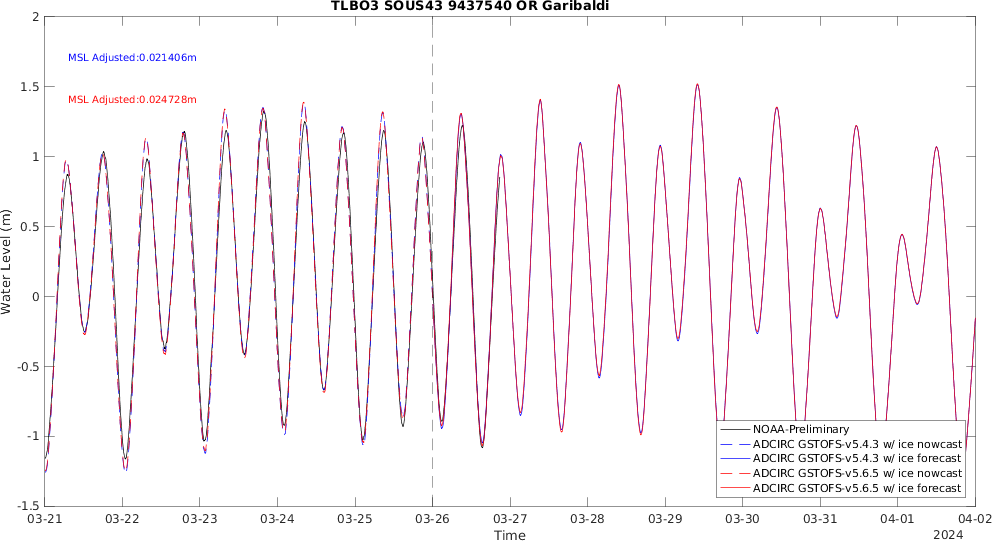 TLBO3 SOUS43 9437540 OR Garibaldi
MSL Adjusted:0.021406m
MSL Adjusted:0.024728m
Water Level (m)
2
1.5
1
0.5
0
-0.5
-1
-1.5
NOAA-Preliminary
ADCIRC GSTOFS-v5.4.3 w/ ice nowcast
ADCIRC GSTOFS-v5.4.3 w/ ice forecast
ADCIRC GSTOFS-v5.6.5 w/ ice nowcast
ADCIRC GSTOFS-v5.6.5 w/ ice forecast
03-21 03-22 03-23 03-24 03-25 03-26 03-27 03-28 03-29 03-30 03-31 04-01 04-02
Time
2024